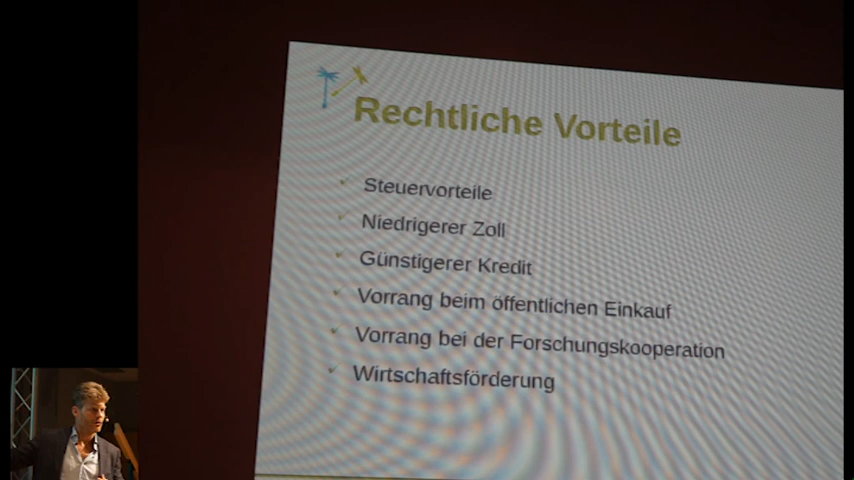 Rechtliche Vorteile
Steuervorteile
Niedrigerer Zoll
Günstigerer Kredit
Vorrang beim öffentlichen Einkauf
Vorrang bei der Forschungskooperation
Wirtschaftsförderung